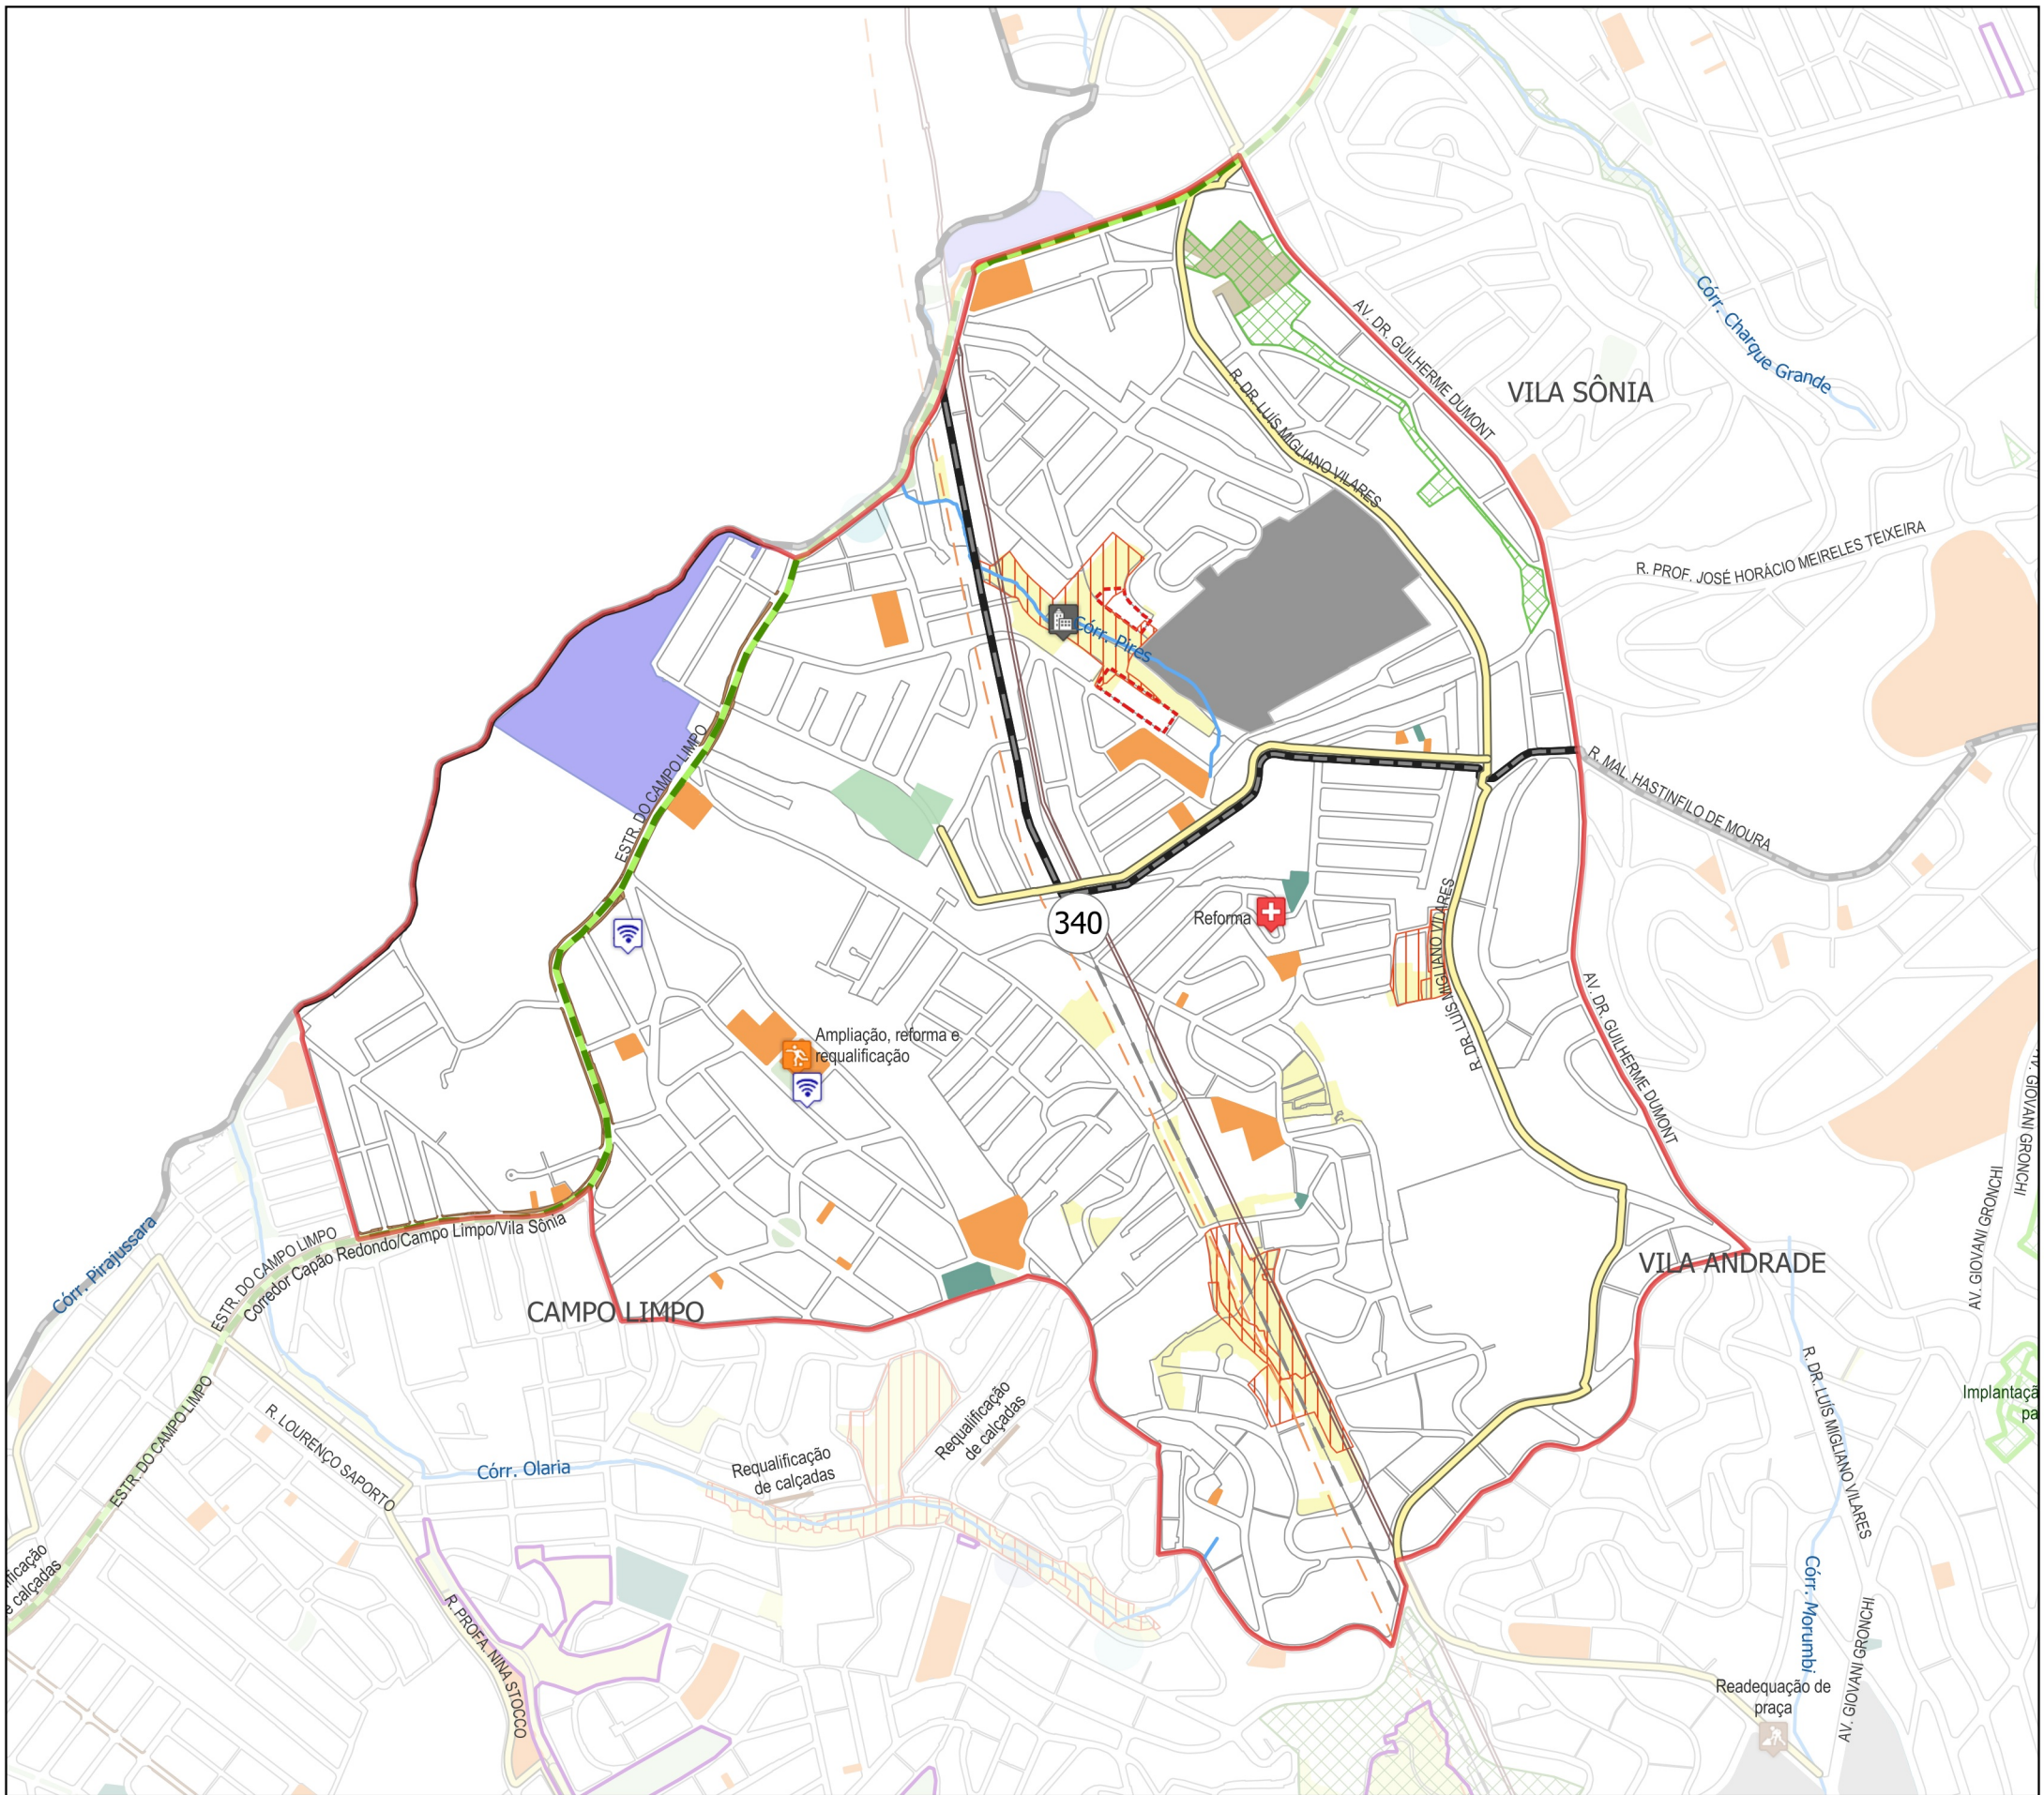 Córr. Charque Grande
AV. DR. GUILHERME DUMONT
VILA SÔNIA
R. DR. LUÍS MIGLIANO VILARES
R. PROF. JOSÉ HORÁCIO MEIRELES TEIXEIRA
Córr. Pires
ESTR. DO CAMPO LIMPO
R. MAL. HASTINFILO DE MOURA
340
Reforma
R. DR. LUÍS MIGLIANO VILARES
AV. DR. GUILHERME DUMONT
Ampliação, reforma e
requalificação
AV. GIOVANI GRONCHI
AV. GIOVANI GRONCHI
Córr. Pirajussara
ESTR. DO CAMPO LIMPO
Corredor Capão Redondo/Campo Limpo/Vila Sônia
VILA ANDRADE
CAMPO LIMPO
R. DR. LUÍS MIGLIANO VILARES
Implantaçã
pa
ESTR. DO CAMPO LIMPO
R. LOURENÇO SAPORTO
Córr. Olaria
Requalificação
de calçadas
Requalificação
de calçadas
ificação
e calçadas
R. PROFA. NINA STOCCO
Córr. Morumbi
AV. GIOVANI GRONCHI
Readequação de
praça